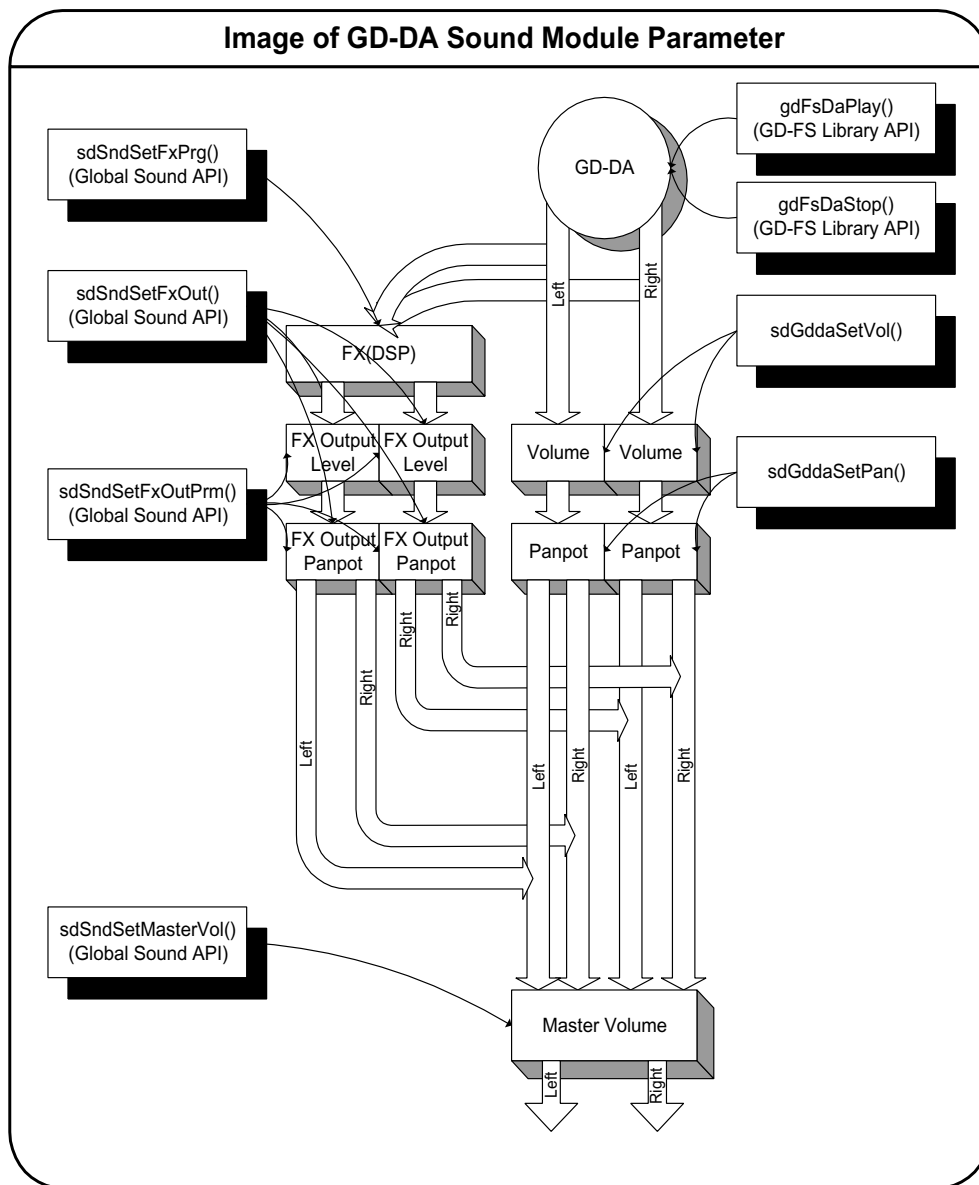 Image of GD-DA Sound Module Parameter
gdFsDaPlay()
(GD-FS Library API)
sdSndSetFxPrg()
(Global Sound API)
GD-DA
gdFsDaStop()
(GD-FS Library API)
sdSndSetFxOut()
(Global Sound API)
Left
Right
sdGddaSetVol()
FX(DSP)
FX Output
Level
FX Output
Level
Volume
Volume
sdGddaSetPan()
sdSndSetFxOutPrm()
(Global Sound API)
FX Output
Panpot
FX Output
Panpot
Panpot
Panpot
Left
Right
Right
Right
Left
Right
Left
Right
sdSndSetMasterVol()
(Global Sound API)
Master Volume
Left
Right